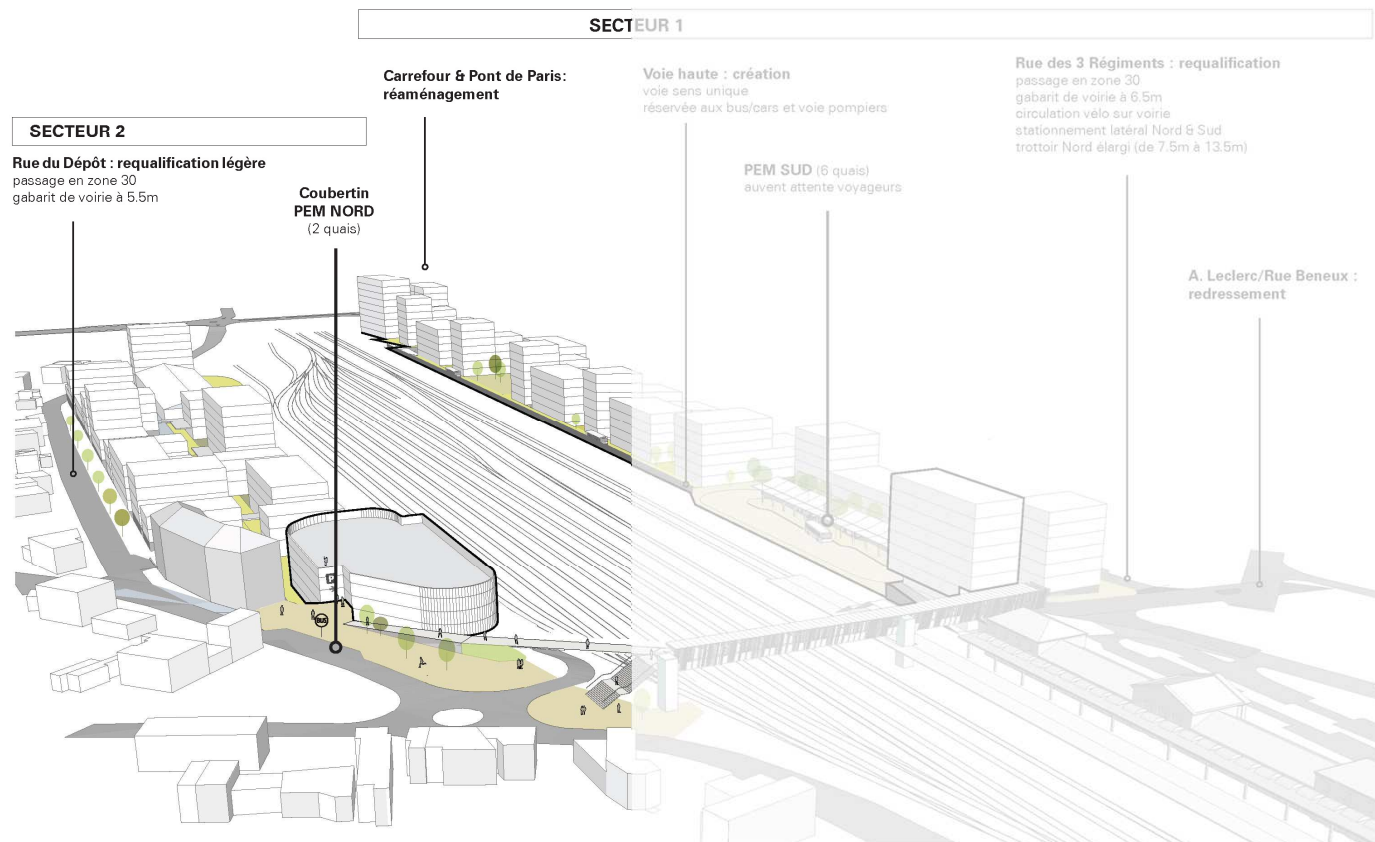 SECTEUR 1
Carrefour & Pont de Paris:
réaménagement
Voie haute : création
voie sens unique
réservée aux bus/cars et voie pompiers
Rue des 3 Régiments : requalification
passage en zone 30
gabarit de voirie à 6.5m
circulation vélo sur voirie
stationnement latéral Nord & Sud
trottoir Nord élargi (de 7.5m à 13.5m)
SECTEUR 2
Rue du Dépôt : requalification légère
passage en zone 30
gabarit de voirie à 5.5m
Coubertin
PEM NORD
(2 quais)
PEM SUD (6 quais)
auvent attente voyageurs
A. Leclerc/Rue Beneux :
redressement
P
BUS